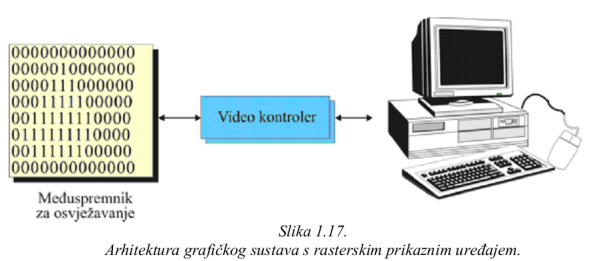 0000000000000
0000010000000
0000111000000
0001111100000
0011111110000
0111111110000
0011111100000
0000000000000
Video kontroler
Međuspremnik
za osvježavanje
Slika 1.17.
Arhitektura grafičkog sustava s rasterskim prikaznim uređajem.